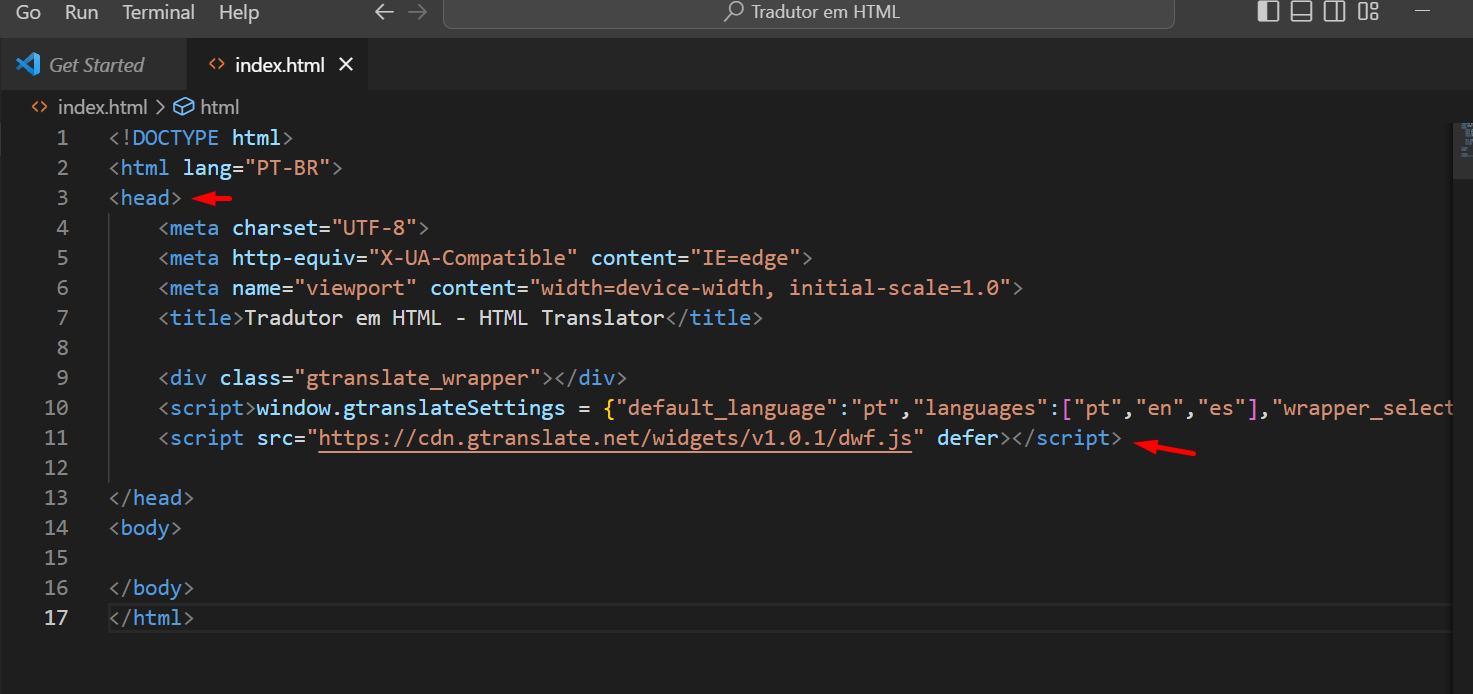 Go Run Terminal Help Tradutor em HTML
Get Started index.html
index.html > html
1 <!DOCTYPE html>
2 <html lang="PT-BR">
3 <head>
4 <meta charset="UTF-8">
5 <meta http-equiv="X-UA-Compatible" content="IE=edge">
6 <meta name="viewport" content="width=device-width, initial-scale=1.0">
7 <title>Tradutor em HTML - HTML Translator</title>
8
9 <div class="gtranslate_wrapper"></div>
10 <script>window.gtranslateSettings = {"default_language":"pt","languages":["pt","en","es"],"wrapper_select
11 <script src="https://cdn.gtranslate.net/widgets/v1.0.1/dwf.js" defer></script>
12
13 </head>
14 <body>
15
16 </body>
17 </html>